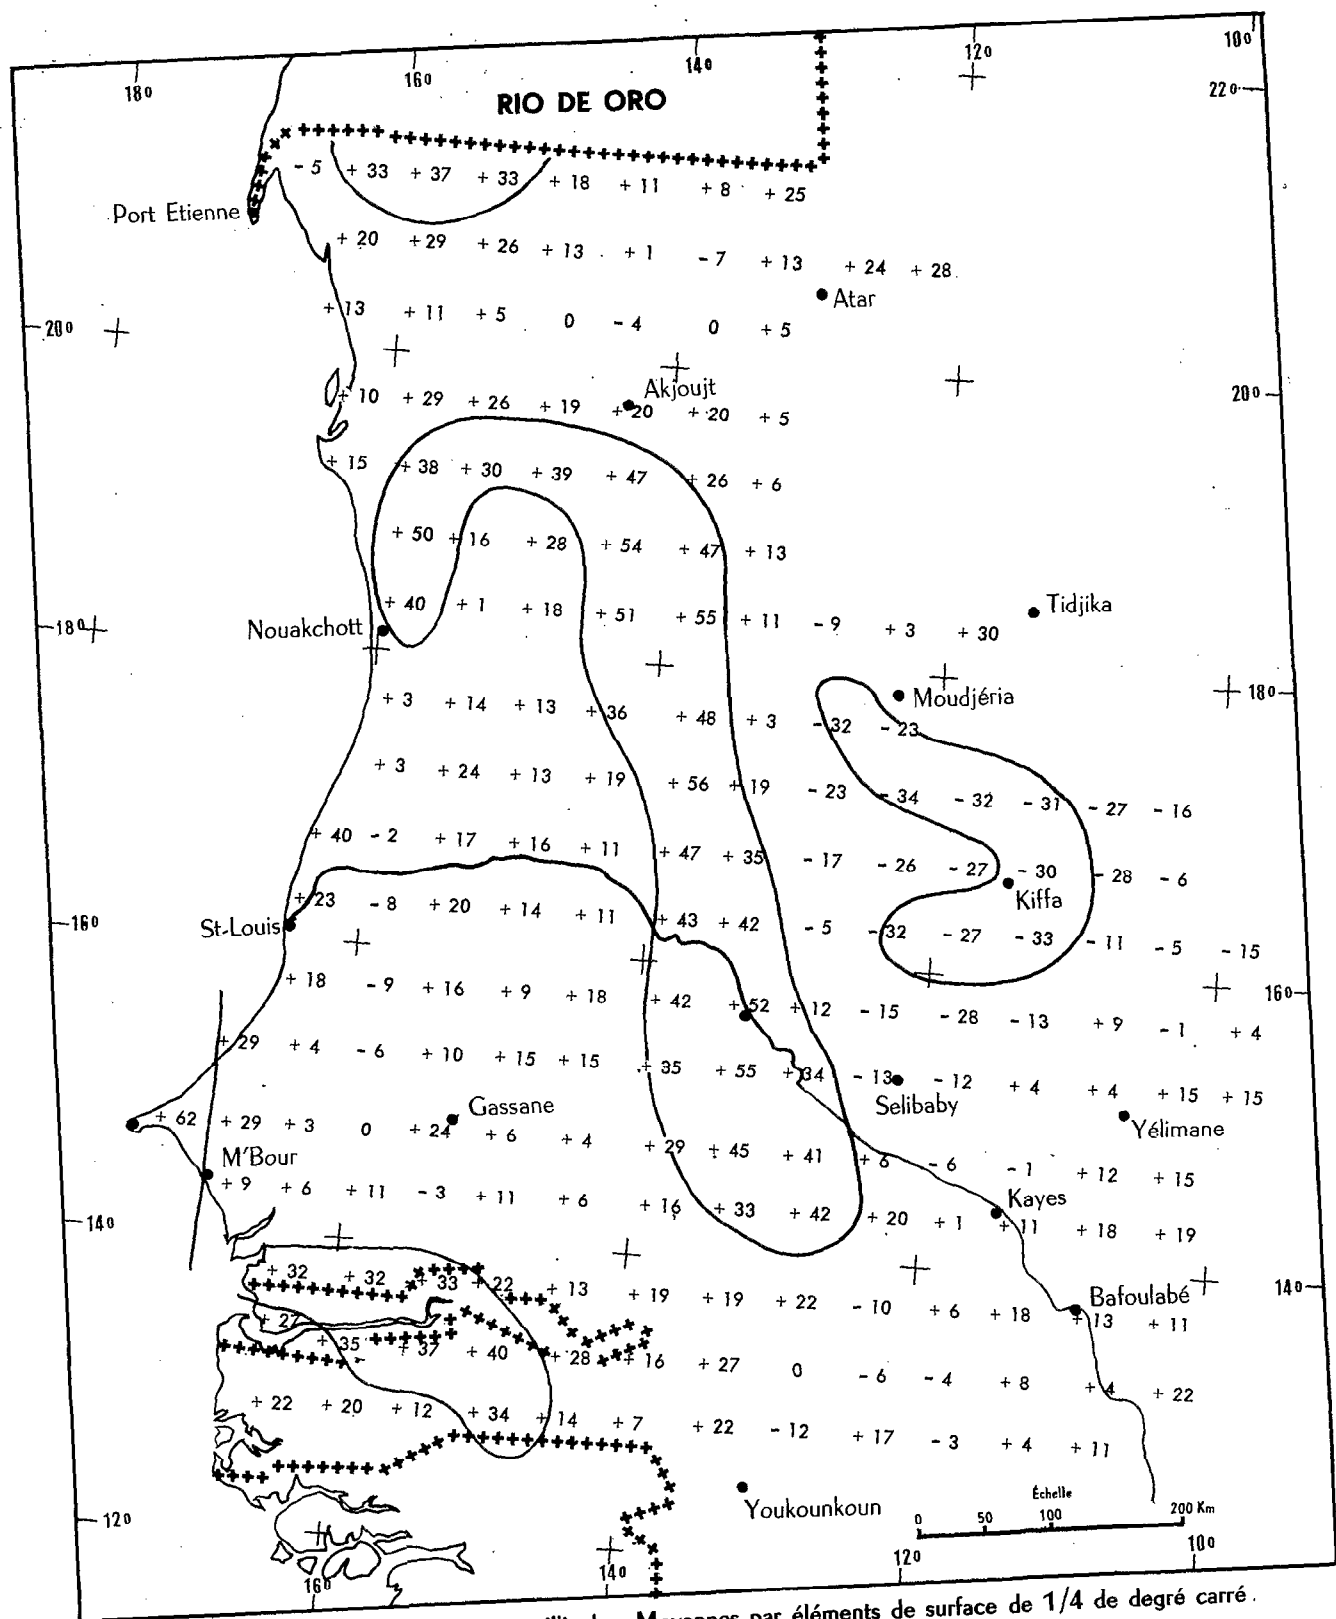 18° 16° 14° 12° 10°
22°
RIO DE ORO
- 5 + 33 + 37 + 33 + 18 + 11 + 8 + 25
Port Etienne
+ 20 + 29 + 26 + 13 + 1 - 7 + 13 + 24 + 28
Atar
+ 13 + 11 + 5 0 - 4 0 + 5
20°
Akjoujt
20°
+ 10 + 29 + 26 + 19 + 20 + 20 + 5
+ 15 + 38 + 30 + 39 + 47 + 26 + 6
+ 50 + 16 + 28 + 54 + 47 + 13
+ 40 + 1 + 18 + 51 + 55 + 11 - 9 + 3 + 30
Tidjika
Nouakchott
18°
Moudjéria
18°
+ 3 + 14 + 13 + 36 + 48 + 3 - 32 - 23
+ 3 + 24 + 13 + 19 + 56 + 19 - 23 - 34 - 32 - 31 - 27 - 16
+ 40 - 2 + 17 + 16 + 11 + 47 + 35 - 17 - 26 - 27 - 30 - 28 - 6
Kiffa
+ 23 - 8 + 20 + 14 + 11 + 43 + 42 - 5 - 32 - 27 - 33 - 11 - 5 - 15
St-Louis
16°
16°
+ 18 - 9 + 16 + 9 + 18 + 42 + 52 + 12 - 15 - 28 - 13 + 9 - 1 + 4
+ 29 + 4 - 6 + 10 + 15 + 15 + 35 + 55 + 34 - 13 - 12 + 4 + 4 + 15 + 15
Selibaby
Gassane
Yélimane
+ 62 + 29 + 3 0 + 24 + 6 + 4 + 29 + 45 + 41 + 6 - 6 - 1 + 12 + 15
M'Bour
Kayes
+ 9 + 6 + 11 - 3 + 11 + 6 + 16 + 33 + 42 + 20 + 1 + 11 + 18 + 19
14°
14°
+ 32 + 32 + 33 + 22 + 13 + 19 + 19 + 22 - 10 + 6 + 18 + 13 + 11
Bafoulabé
+ 27 + 35 + 37 + 40 + 28 + 16 + 27 0 - 6 - 4 + 8 + 4 + 22
+ 22 + 20 + 12 + 34 + 14 + 7 + 22 - 12 + 17 - 3 + 4 + 11
Youkounkoun
Échelle
0 50 100 200 Km
12°
16° 14° 12° 10°
Moyennes par éléments de surface de 1/4 de degré carré.